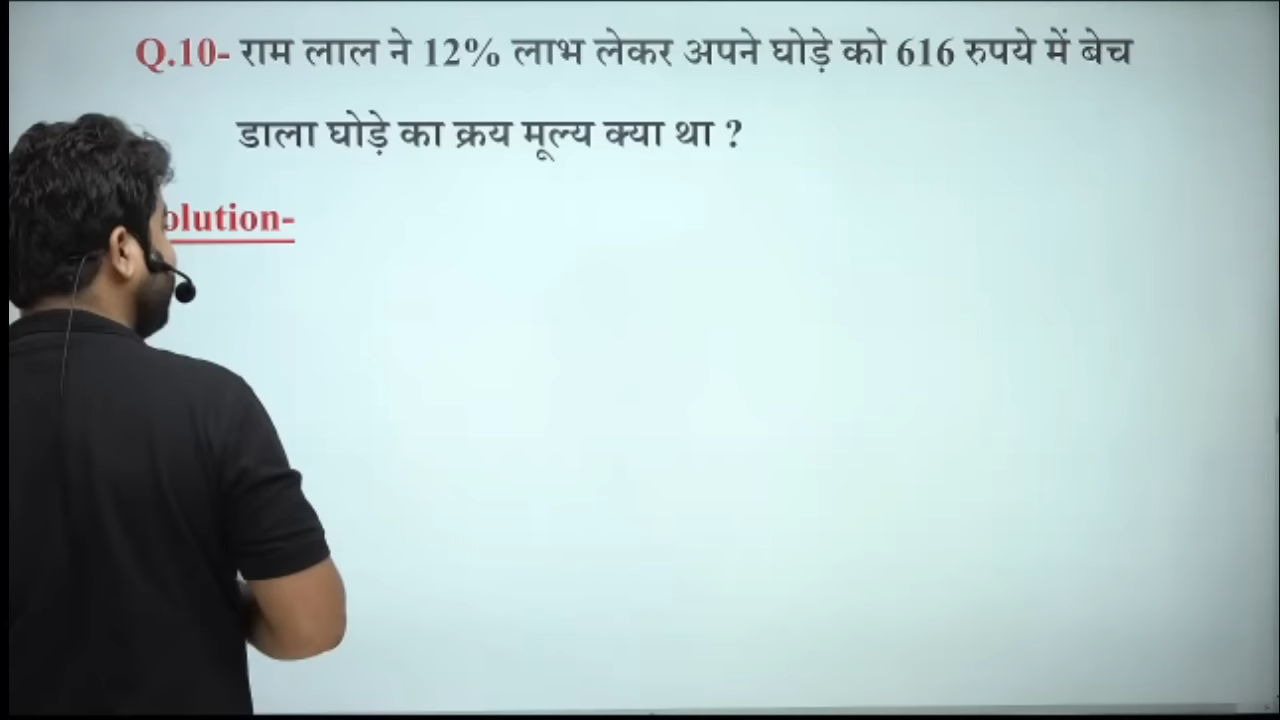 Q.10- राम लाल ने 12% लाभ लेकर अपने घोड़े को 616 रुपये में बेच
डाला घोड़े का क्रय मूल्य क्या था ?
olution-